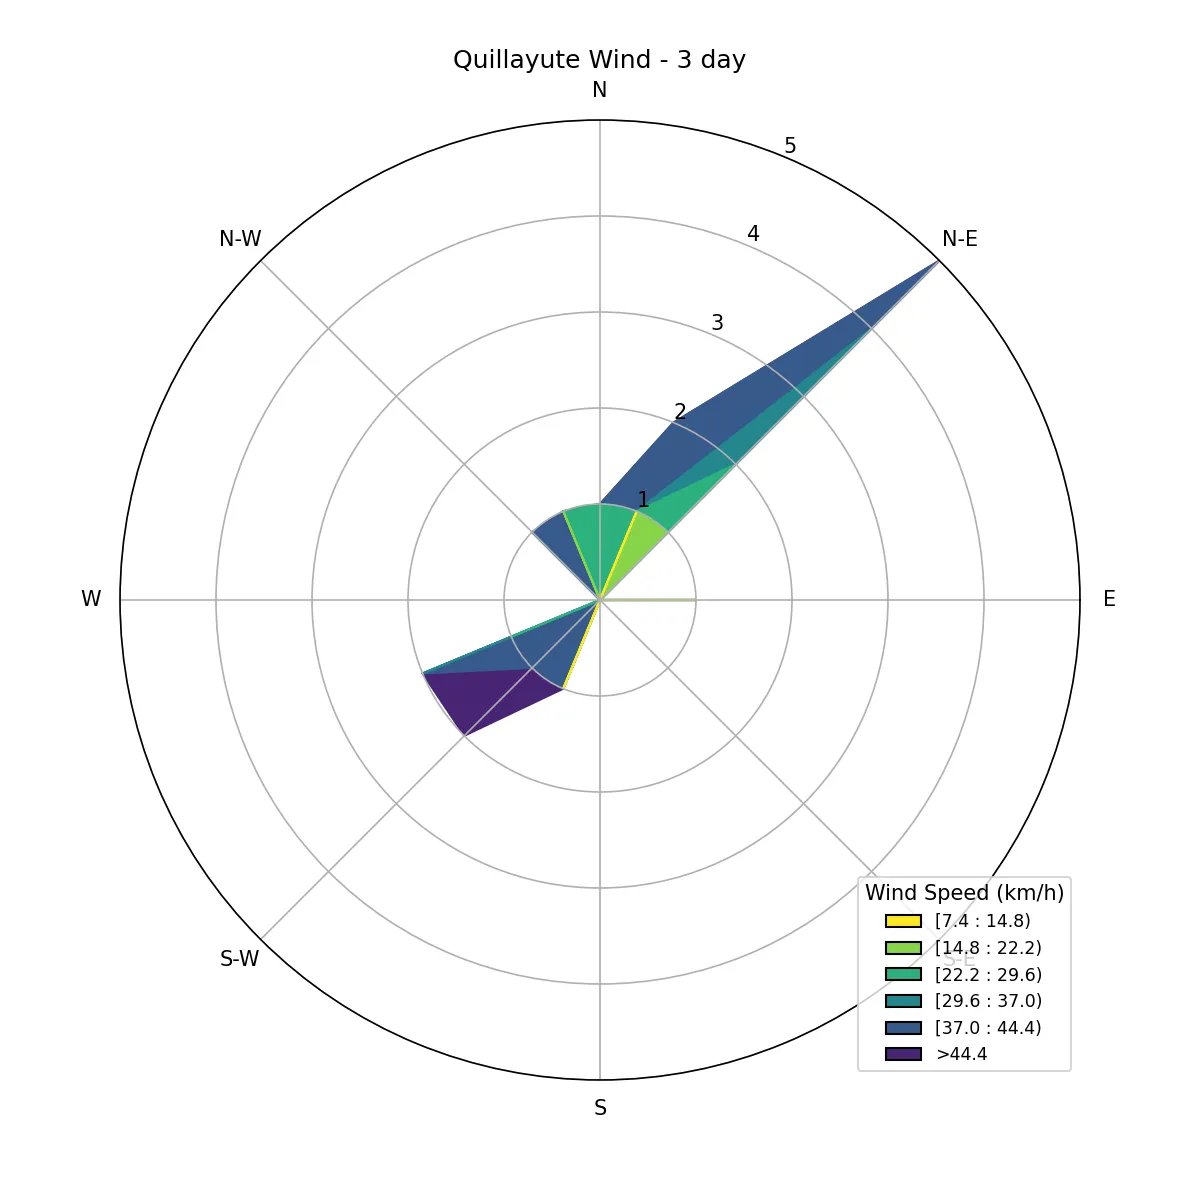 Quillayute Wind - 3 day
N
5
N-W
N-E
4
3
2
1
W
E
Wind Speed (km/h)
[7.4 : 14.8)
[14.8 : 22.2)
S-W
S-E
[22.2 : 29.6)
[29.6 : 37.0)
[37.0 : 44.4)
>44.4
S